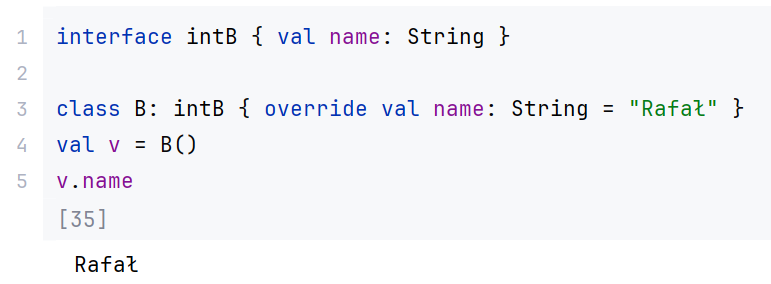 1 interface intB { val name: String }
2
3 class B: intB { override val name: String = "Rafał" }
4 val v = B()
5 v.name
[35]
Rafał